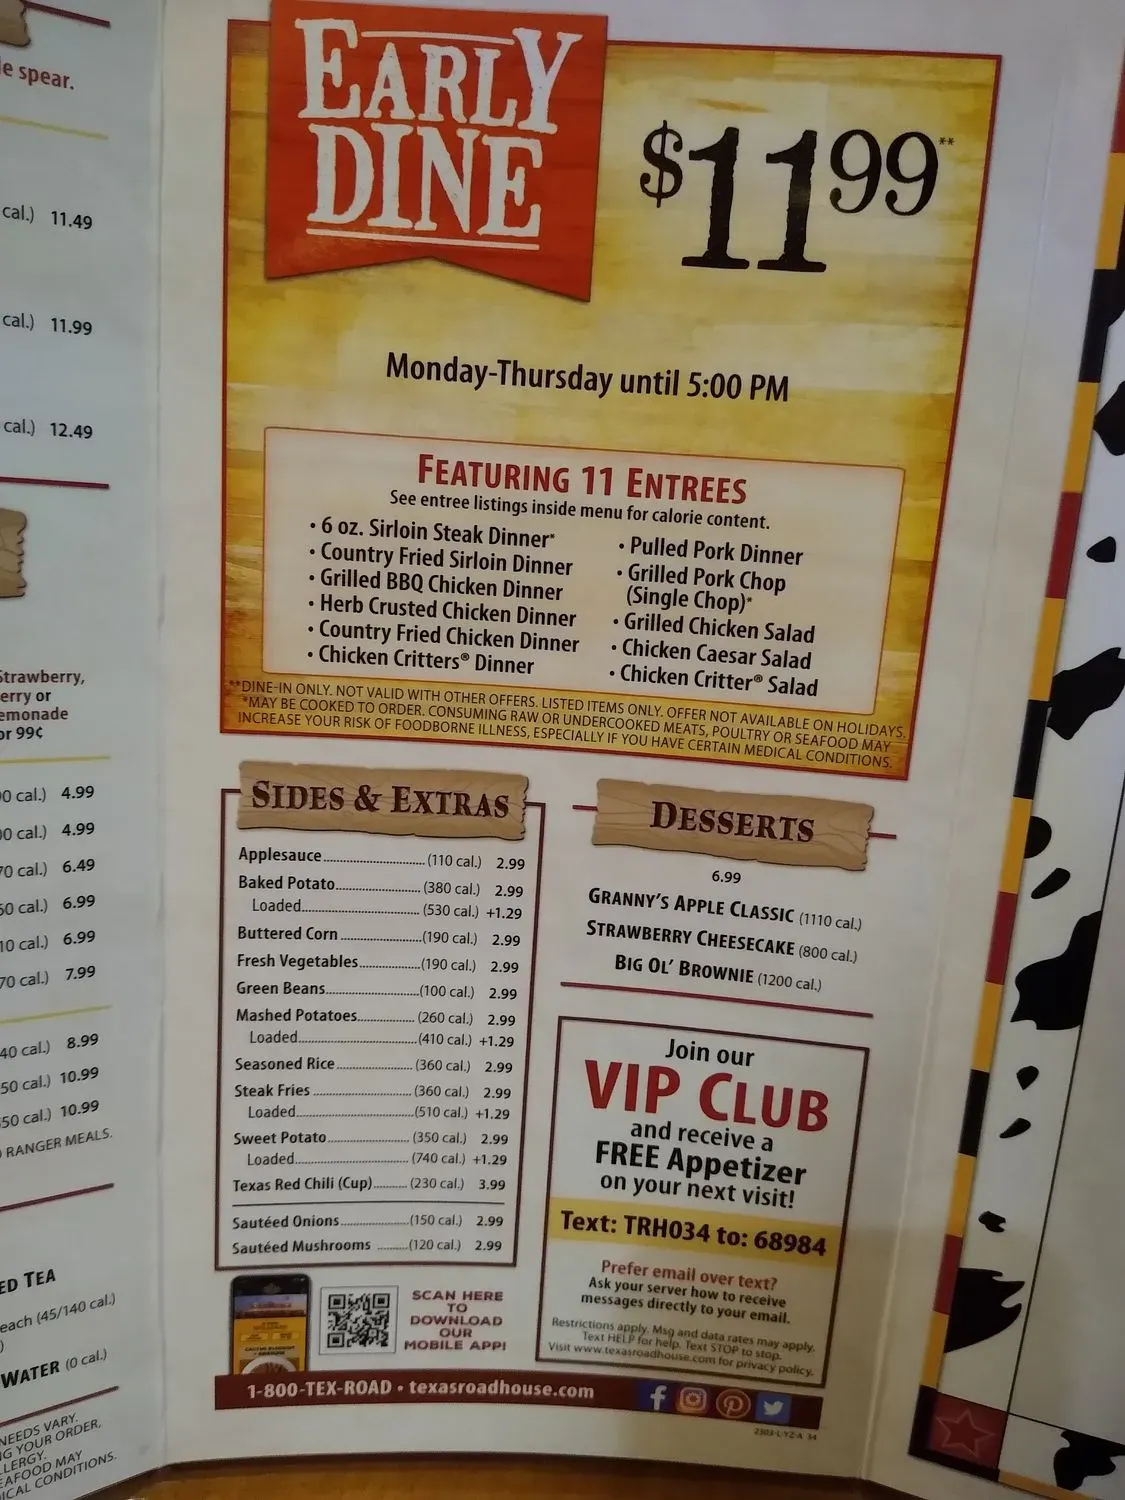 le spear.
cal.) 11.49
cal.) 11.99
cal.) 12.49
Strawberry,
erry or
emonade
or 99¢
0 cal.) 4.99
00 cal.) 4.99
70 cal.) 6.49
60 cal.) 6.99
10 cal.) 6.99
70 cal.) 7.99
40 cal.) 8.99
50 cal.) 10.99
50 cal.) 10.99
RANGER MEALS.
ED TEA
each (45/140 cal.)
WATER (0 cal.)
NEEDS VARY.
NG YOUR ORDER,
LLERGY.
EAFOOD MAY
ICAL CONDITIONS.
EARLY
DINE
$11 99**
Monday-Thursday until 5:00 PM
FEATURING 11 ENTREES
See entree listings inside menu for calorie content.
• 6 oz. Sirloin Steak Dinner*
• Country Fried Sirloin Dinner
• Grilled BBQ Chicken Dinner
• Herb Crusted Chicken Dinner
• Country Fried Chicken Dinner
• Chicken Critters® Dinner
• Pulled Pork Dinner
• Grilled Pork Chop
(Single Chop)*
• Grilled Chicken Salad
• Chicken Caesar Salad
• Chicken Critter® Salad
**DINE-IN ONLY. NOT VALID WITH OTHER OFFERS. LISTED ITEMS ONLY. OFFER NOT AVAILABLE ON HOLIDAYS.
*MAY BE COOKED TO ORDER. CONSUMING RAW OR UNDERCOOKED MEATS, POULTRY OR SEAFOOD MAY
INCREASE YOUR RISK OF FOODBORNE ILLNESS, ESPECIALLY IF YOU HAVE CERTAIN MEDICAL CONDITIONS.
SIDES & EXTRAS
Applesauce (110 cal.) 2.99
Baked Potato (380 cal.) 2.99
Loaded (530 cal.) +1.29
Buttered Corn (190 cal.) 2.99
Fresh Vegetables (190 cal.) 2.99
Green Beans (100 cal.) 2.99
Mashed Potatoes (260 cal.) 2.99
Loaded (410 cal.) +1.29
Seasoned Rice (360 cal.) 2.99
Steak Fries (360 cal.) 2.99
Loaded (510 cal.) +1.29
Sweet Potato (350 cal.) 2.99
Loaded (740 cal.) +1.29
Texas Red Chili (Cup) (230 cal.) 3.99
Sautéed Onions (150 cal.) 2.99
Sautéed Mushrooms (120 cal.) 2.99
SCAN HERE
TO
DOWNLOAD
OUR
MOBILE APP!
DESSERTS
6.99
GRANNY'S APPLE CLASSIC (1110 cal.)
STRAWBERRY CHEESECAKE (800 cal.)
BIG OL' BROWNIE (1200 cal.)
Join our
VIP CLUB
and receive a
FREE Appetizer
on your next visit!
Text: TRH034 to: 68984
Prefer email over text?
Ask your server how to receive
messages directly to your email.
Restrictions apply. Msg and data rates may apply.
Text HELP for help. Text STOP to stop.
Visit www.texasroadhouse.com for privacy policy.
1-800-TEX-ROAD • texasroadhouse.com
2303-L-YZ-A 34